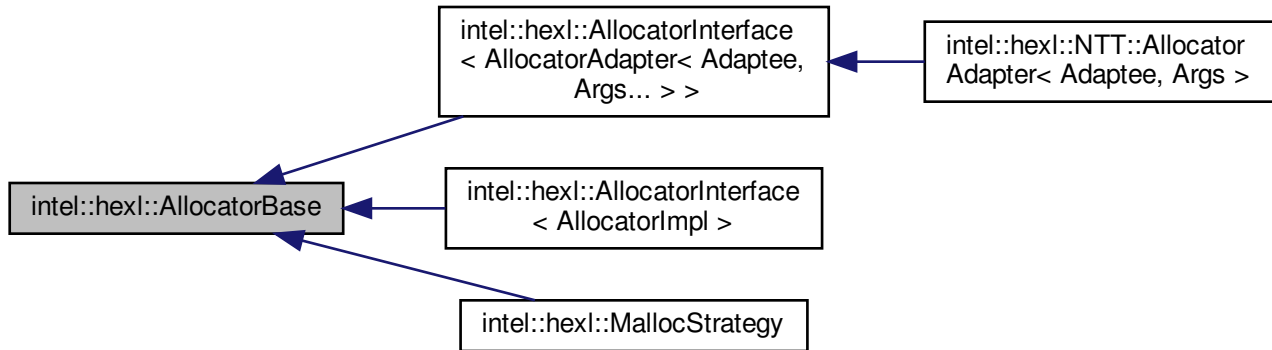 intel::hexl::AllocatorInterface
< AllocatorAdapter< Adaptee,
Args... > >
intel::hexl::NTT::Allocator
Adapter< Adaptee, Args >
intel::hexl::AllocatorBase
intel::hexl::AllocatorInterface
< AllocatorImpl >
intel::hexl::MallocStrategy